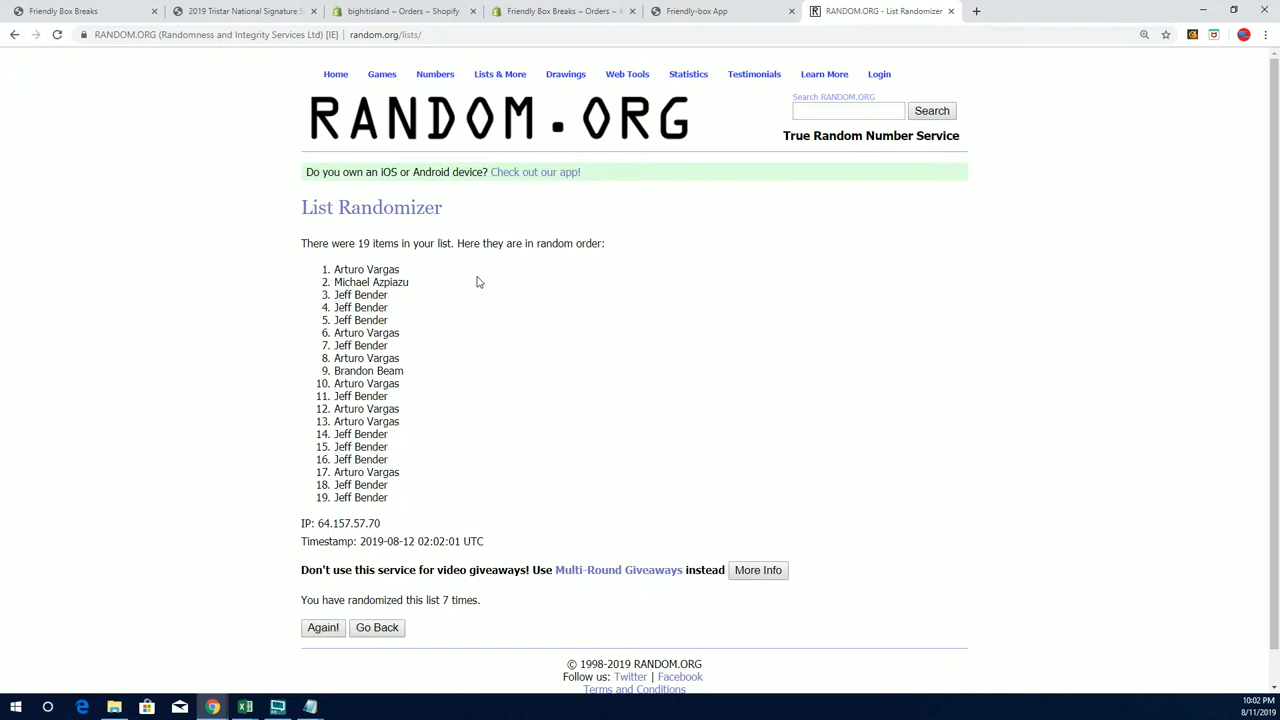 Friendly Box Breaks
2019 Tristar National Signature S
bighitisland ~ Orders ~ Shopify
Friendly Box Breaks ~ Orders ~
Friendly-box App
RANDOM.ORG - List Randomizer
RANDOM.ORG (Randomness and Integrity Services Ltd) [IE] | random.org/lists/
Home Games Numbers Lists & More Drawings Web Tools Statistics Testimonials Learn More Login
RANDOM.ORG
Search RANDOM.ORG
Search
True Random Number Service
Do you own an iOS or Android device? Check out our app!
List Randomizer
There were 19 items in your list. Here they are in random order:
1. Arturo Vargas
2. Michael Azpiazu
3. Jeff Bender
4. Jeff Bender
5. Jeff Bender
6. Arturo Vargas
7. Jeff Bender
8. Arturo Vargas
9. Brandon Beam
10. Arturo Vargas
11. Jeff Bender
12. Arturo Vargas
13. Arturo Vargas
14. Jeff Bender
15. Jeff Bender
16. Jeff Bender
17. Arturo Vargas
18. Jeff Bender
19. Jeff Bender
IP: 64.157.57.70
Timestamp: 2019-08-12 02:02:01 UTC
Don't use this service for video giveaways! Use Multi-Round Giveaways instead More Info
You have randomized this list 7 times.
Again! Go Back
© 1998-2019 RANDOM.ORG
Follow us: Twitter | Facebook
Terms and Conditions
10:02 PM
8/11/2019